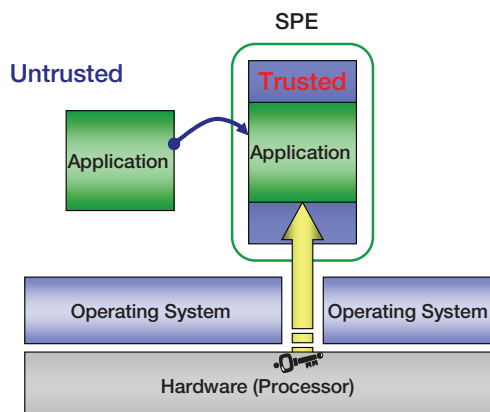 SPE
Untrusted
Trusted
Application
Application
Operating System
Operating System
Hardware (Processor)